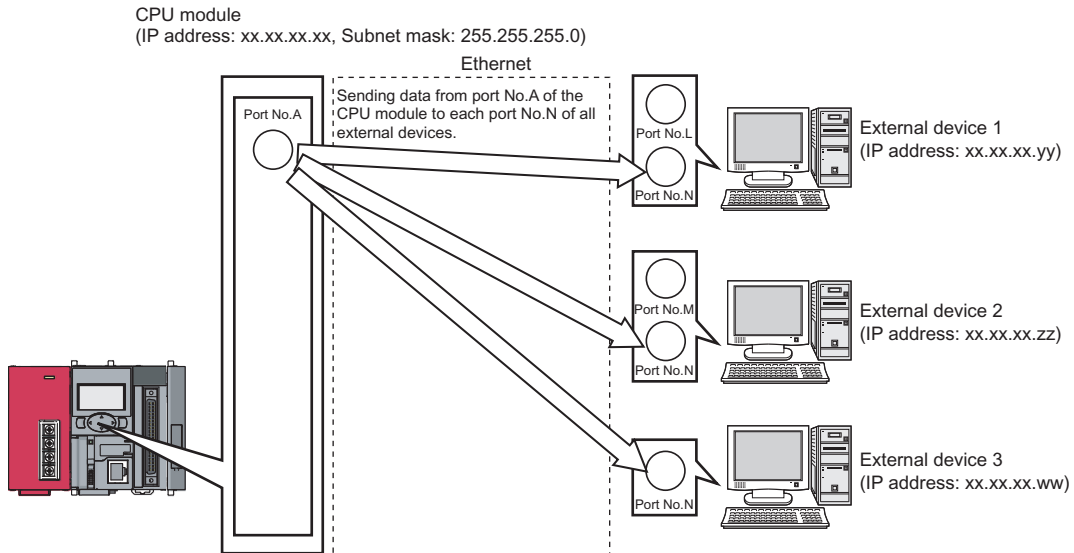 CPU module
(IP address: xx.xx.xx.xx, Subnet mask: 255.255.255.0)
Ethernet
Sending data from port No.A of the
CPU module to each port No.N of all
external devices.
Port No.A
Port No.L
Port No.N
External device 1
(IP address: xx.xx.xx.yy)
Port No.M
Port No.N
External device 2
(IP address: xx.xx.xx.zz)
Port No.N
External device 3
(IP address: xx.xx.xx.ww)